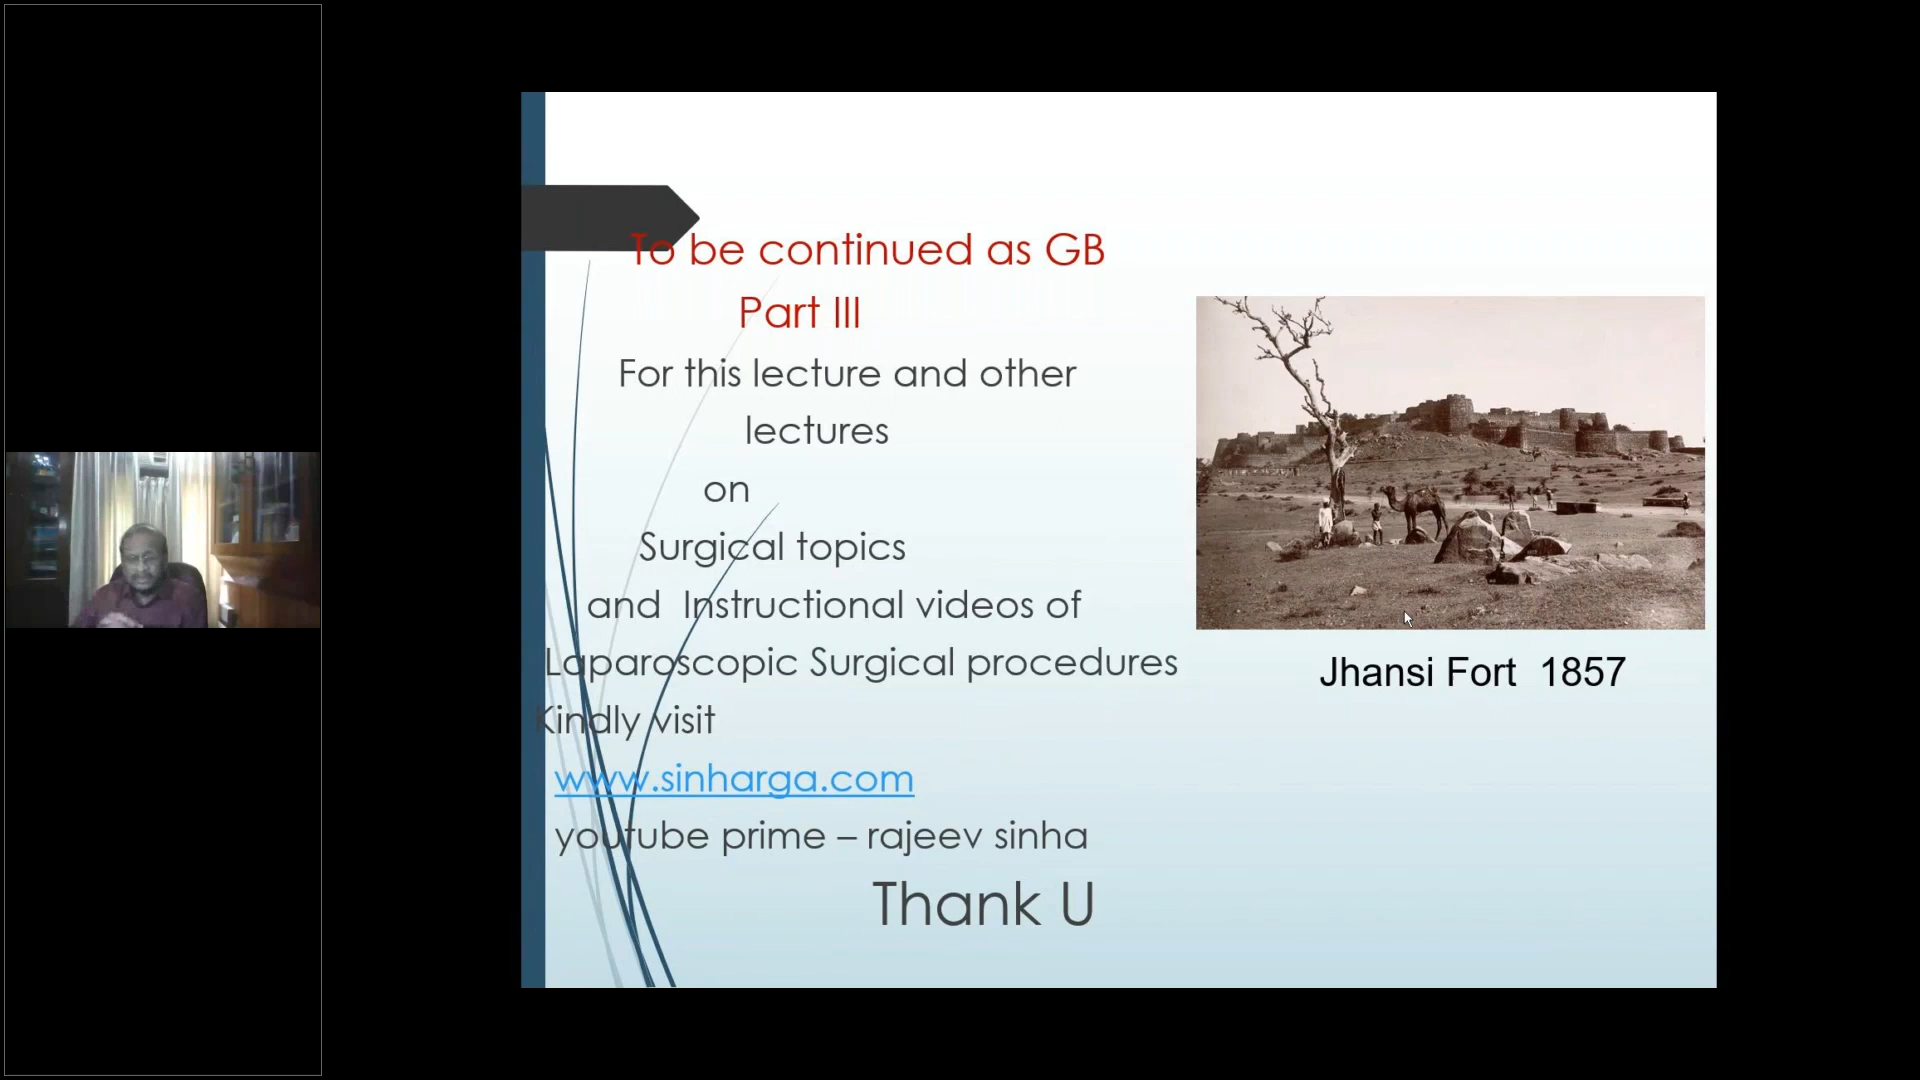 To be continued as GB
Part III
For this lecture and other
lectures
on
Surgical topics
and Instructional videos of
Laparoscopic Surgical procedures
Kindly visit
www.sinharga.com
youtube prime – rajeev sinha
Thank U
Jhansi Fort 1857